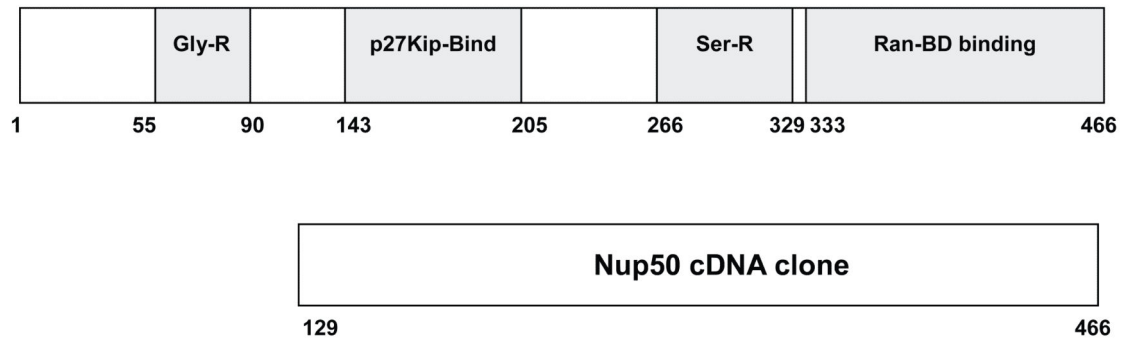 Gly-R p27Kip-Bind Ser-R Ran-BD binding
1 55 90 143 205 266 329 333 466
Nup50 cDNA clone
129 466